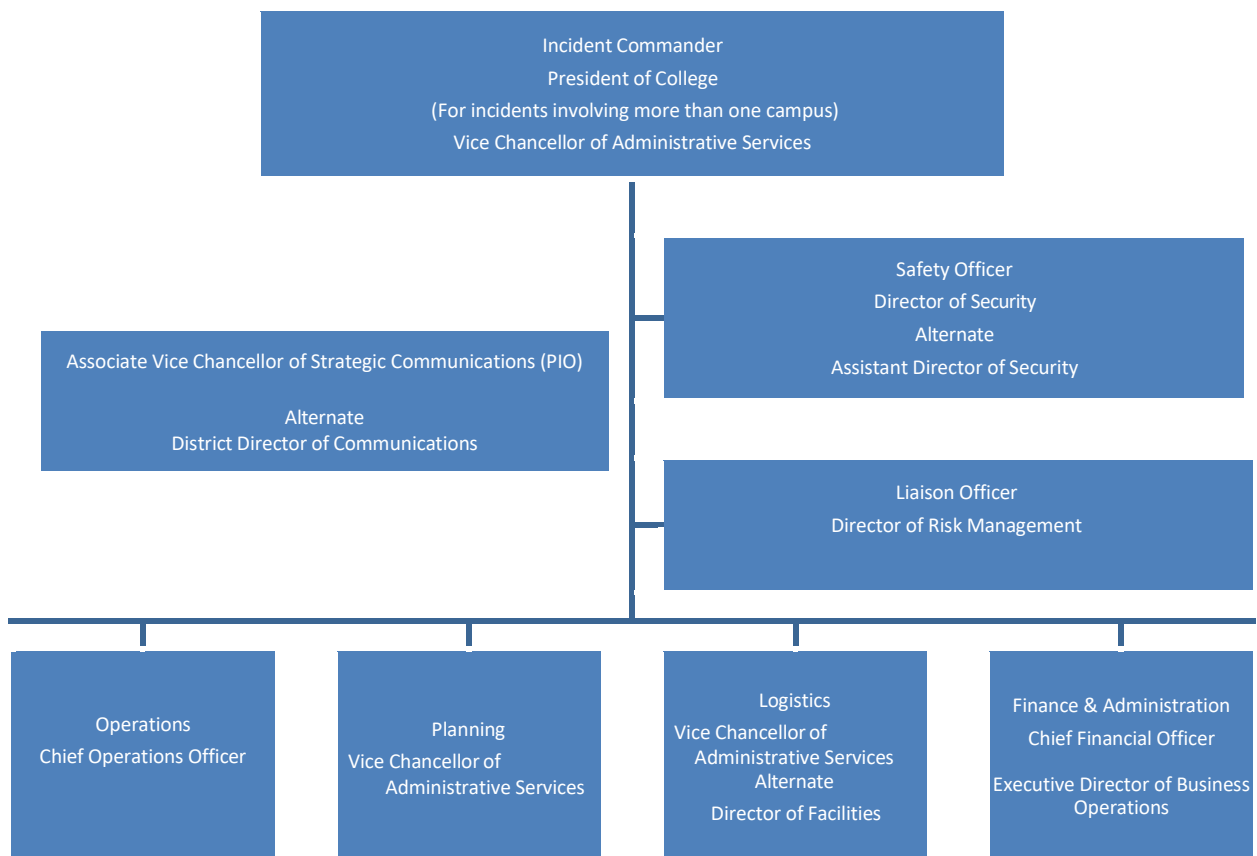 Incident Commander
President of College
(For incidents involving more than one campus)
Vice Chancellor of Administrative Services
Safety Officer
Director of Security
Alternate
Assistant Director of Security
Associate Vice Chancellor of Strategic Communications (PIO)
Alternate
District Director of Communications
Liaison Officer
Director of Risk Management
Operations
Chief Operations Officer
Planning
Vice Chancellor of
Administrative Services
Logistics
Vice Chancellor of
Administrative Services
Alternate
Director of Facilities
Finance & Administration
Chief Financial Officer
Executive Director of Business
Operations